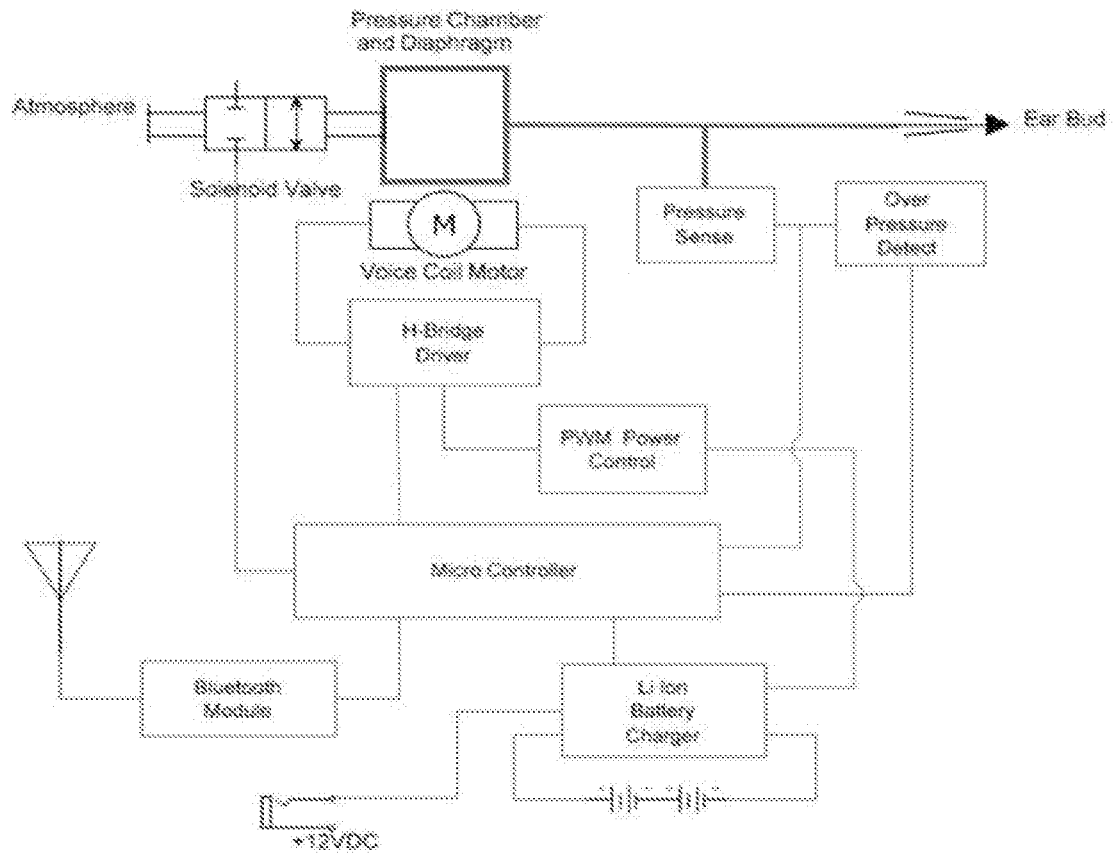 Pressure Chamber
and Diaphragm
Atmosphere
Ear Bud
Solenoid Valve
Pressure
Sense
Over
Pressure
Detect
M
Voice Coil Motor
H-Bridge
Driver
PWM Power
Control
Micro Controller
Bluetooth
Module
Li Ion
Battery
Charger
+12VDC